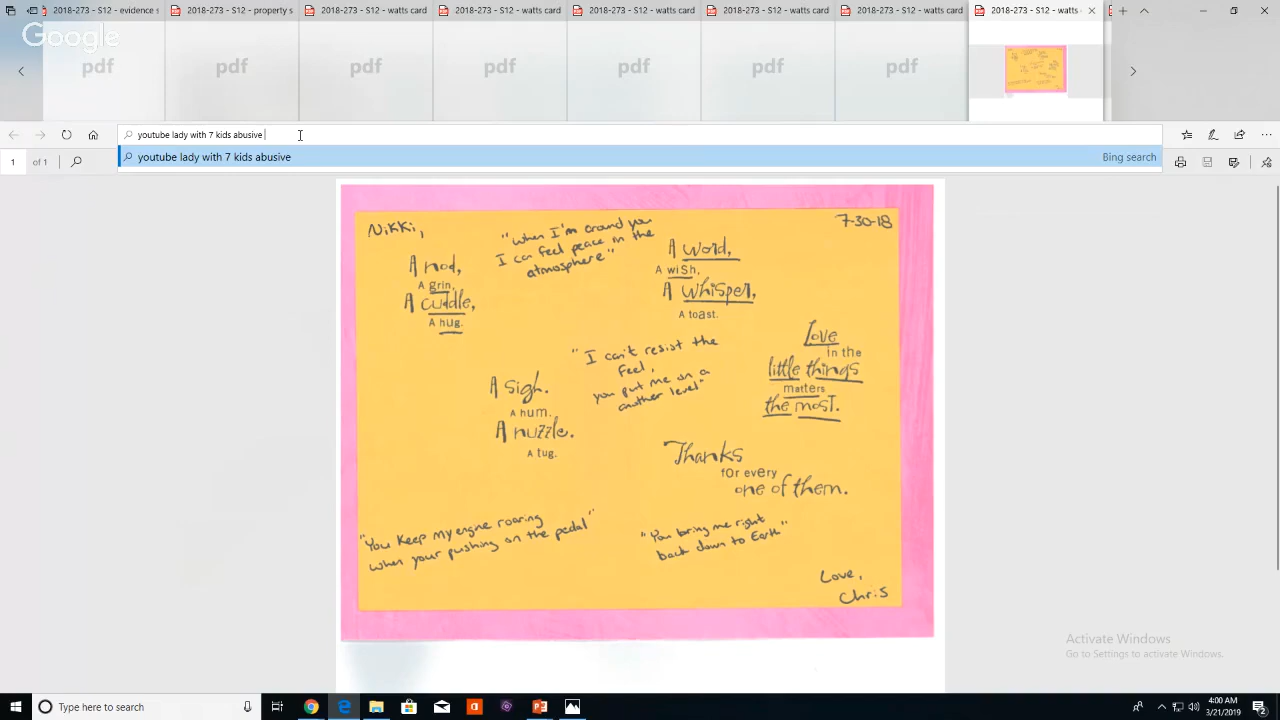 2018-273 - S12 - evidence s
2018-273 - S12 - property s
2018-273 - S12 - watts card
2018-273 - S12 - watts card
2018-273 - S12 - watts card
2018-273 - S12 - watts card
2018-273 - S12 - watts card
2018-273 - S12 - watts
Google
pdf
pdf
pdf
pdf
pdf
pdf
pdf
youtube lady with 7 kids abusive
1 of 1
youtube lady with 7 kids abusive
Bing search
Nikki,
7-30-18
"When I'm around you
I can feel peace in the
atmosphere"
A nod,
A grin,
A cuddle,
A hug.
A word,
A wish,
A whisper,
A toast.
"I can't resist the
feel,
you put me on a
another level"
Love
in the
little things
matters
the most.
A sigh.
A hum.
A nuzzle.
A tug.
Thanks
for every
one of them.
"You keep my engine roaring
when your pushing on the pedal"
"You bring me right
back down to Earth"
Love,
Chris
Activate Windows
Go to Settings to activate Windows.
Type here to search
4:00 AM
3/21/2019